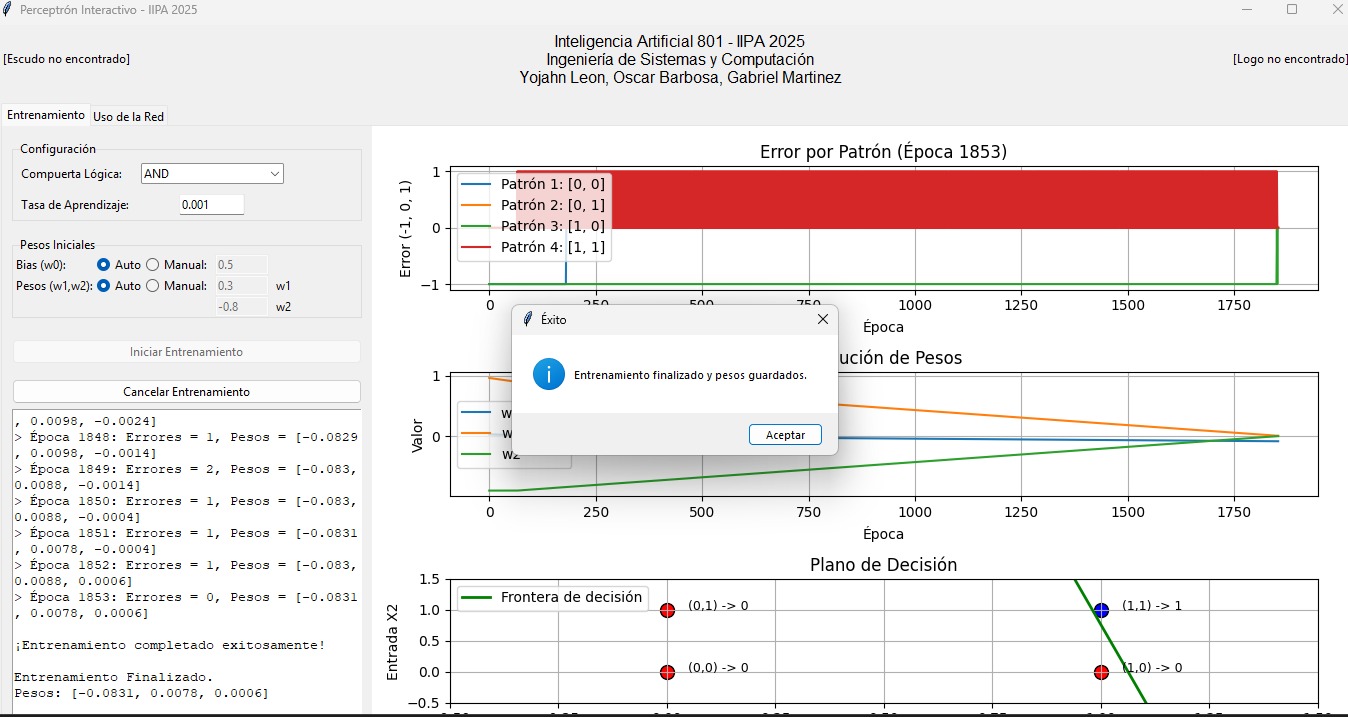 Perceptrón Interactivo - IIPA 2025
[Escudo no encontrado]
Inteligencia Artificial 801 - IIPA 2025
Ingeniería de Sistemas y Computación
Yojahn Leon, Oscar Barbosa, Gabriel Martinez
[Logo no encontrado]
Entrenamiento
Uso de la Red
Configuración
Compuerta Lógica:
AND
Tasa de Aprendizaje:
0.001
Pesos Iniciales
Bias (w0):
Auto
Manual:
0.5
Pesos (w1,w2):
Auto
Manual:
0.3
w1
-0.8
w2
Iniciar Entrenamiento
Cancelar Entrenamiento
, 0.0098, -0.0024]
> Época 1848: Errores = 1, Pesos = [-0.0829
, 0.0098, -0.0014]
> Época 1849: Errores = 2, Pesos = [-0.083,
0.0088, -0.0014]
> Época 1850: Errores = 1, Pesos = [-0.083,
0.0088, -0.0004]
> Época 1851: Errores = 1, Pesos = [-0.0831
, 0.0078, -0.0004]
> Época 1852: Errores = 1, Pesos = [-0.083,
0.0088, 0.0006]
> Época 1853: Errores = 0, Pesos = [-0.0831
, 0.0078, 0.0006]
¡Entrenamiento completado exitosamente!
Entrenamiento Finalizado.
Pesos: [-0.0831, 0.0078, 0.0006]
Error por Patrón (Época 1853)
Error (-1, 0, 1)
1
0
−1
Patrón 1: [0, 0]
Patrón 2: [0, 1]
Patrón 3: [1, 0]
Patrón 4: [1, 1]
0
250
500
750
1000
1250
1500
1750
Época
Éxito
Entrenamiento finalizado y pesos guardados.
Aceptar
ución de Pesos
Valor
1
0
w2
0
250
500
750
1000
1250
1500
1750
Época
Plano de Decisión
Entrada X2
1.5
1.0
0.5
0.0
−0.5
Frontera de decisión
(0,1) -> 0
(1,1) -> 1
(0,0) -> 0
(1,0) -> 0